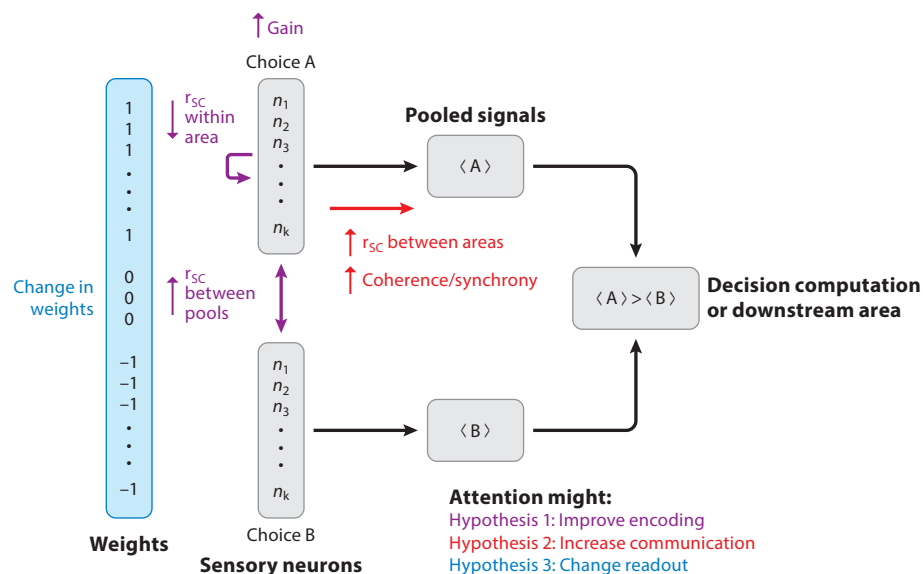 ↑ Gain
Choice A
1
1
1
.
.
.
1
0
0
0
–1
–1
–1
.
.
.
–1
Weights
Change in
weights
↓ rSC
within
area
↑ rSC
between
pools
n1
n2
n3
.
.
.
nk
n1
n2
n3
.
.
.
nk
Choice B
Sensory neurons
Pooled signals
⟨A⟩
↑ rSC between areas
↑ Coherence/synchrony
⟨B⟩
⟨A⟩>⟨B⟩
Decision computation
or downstream area
Attention might:
Hypothesis 1: Improve encoding
Hypothesis 2: Increase communication
Hypothesis 3: Change readout